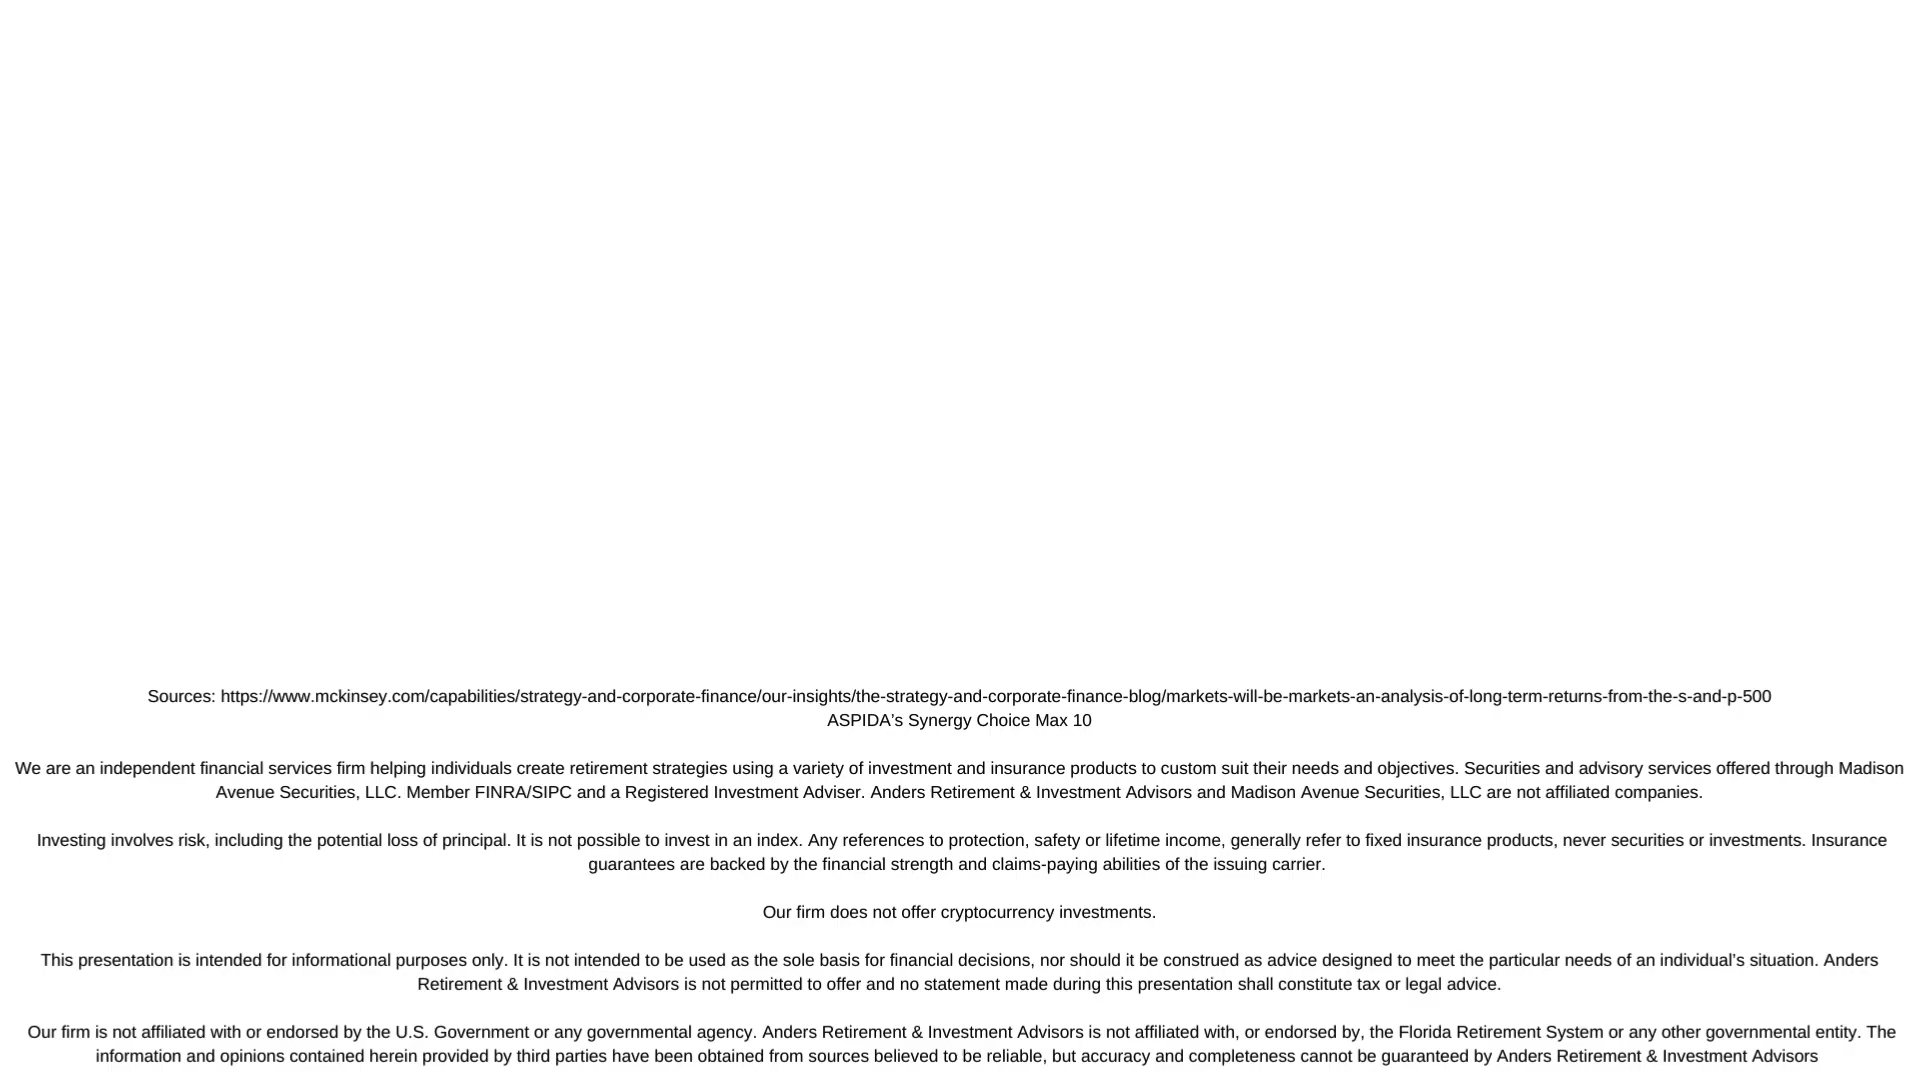 Sources: https://www.mckinsey.com/capabilities/strategy-and-corporate-finance/our-insights/the-strategy-and-corporate-finance-blog/markets-will-be-markets-an-analysis-of-long-term-returns-from-the-s-and-p-500
ASPIDA’s Synergy Choice Max 10
We are an independent financial services firm helping individuals create retirement strategies using a variety of investment and insurance products to custom suit their needs and objectives. Securities and advisory services offered through Madison
Avenue Securities, LLC. Member FINRA/SIPC and a Registered Investment Adviser. Anders Retirement & Investment Advisors and Madison Avenue Securities, LLC are not affiliated companies.
Investing involves risk, including the potential loss of principal. It is not possible to invest in an index. Any references to protection, safety or lifetime income, generally refer to fixed insurance products, never securities or investments. Insurance
guarantees are backed by the financial strength and claims-paying abilities of the issuing carrier.
Our firm does not offer cryptocurrency investments.
This presentation is intended for informational purposes only. It is not intended to be used as the sole basis for financial decisions, nor should it be construed as advice designed to meet the particular needs of an individual’s situation. Anders
Retirement & Investment Advisors is not permitted to offer and no statement made during this presentation shall constitute tax or legal advice.
Our firm is not affiliated with or endorsed by the U.S. Government or any governmental agency. Anders Retirement & Investment Advisors is not affiliated with, or endorsed by, the Florida Retirement System or any other governmental entity. The
information and opinions contained herein provided by third parties have been obtained from sources believed to be reliable, but accuracy and completeness cannot be guaranteed by Anders Retirement & Investment Advisors